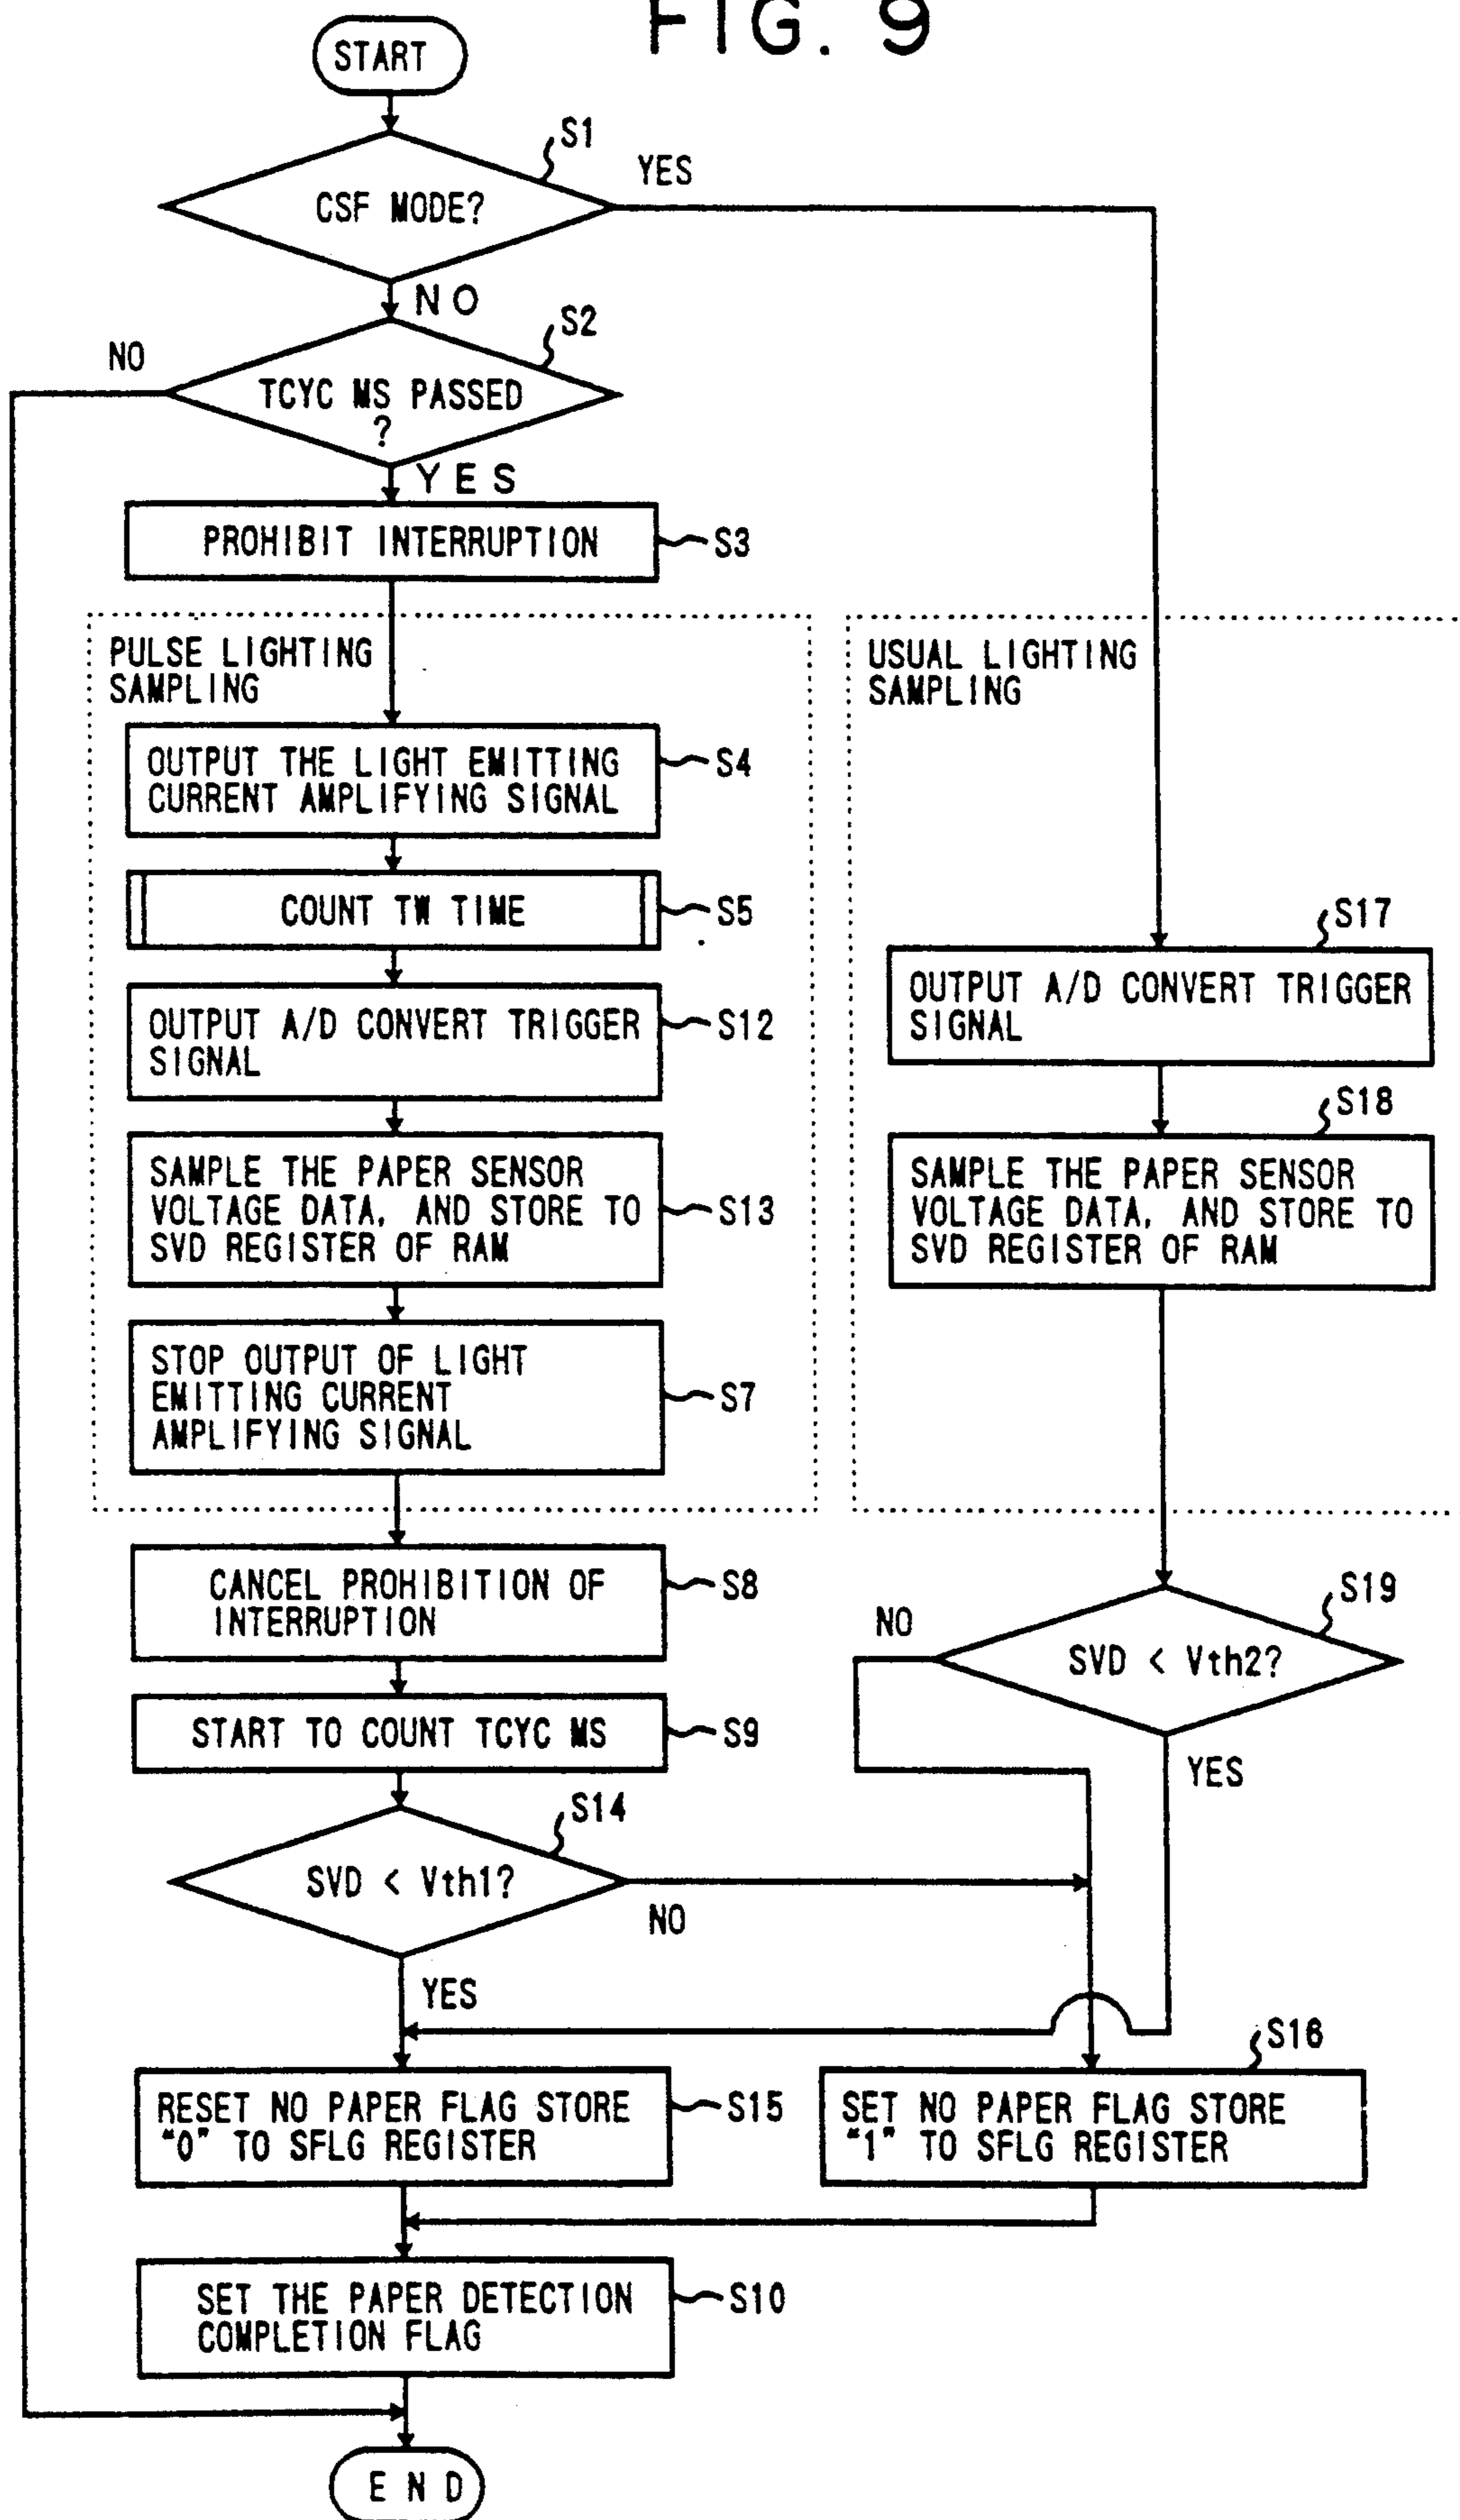 FIG. 9
START
S1
CSF MODE?
YES
NO
S2
NO
TCYC MS PASSED
?
YES
PROHIBIT INTERRUPTION
S3
PULSE LIGHTING
SAMPLING
OUTPUT THE LIGHT EMITTING
CURRENT AMPLIFYING SIGNAL
S4
COUNT TW TIME
S5
OUTPUT A/D CONVERT TRIGGER
SIGNAL
S12
SAMPLE THE PAPER SENSOR
VOLTAGE DATA, AND STORE TO
SVD REGISTER OF RAM
S13
STOP OUTPUT OF LIGHT
EMITTING CURRENT
AMPLIFYING SIGNAL
S7
USUAL LIGHTING
SAMPLING
S17
OUTPUT A/D CONVERT TRIGGER
SIGNAL
S18
SAMPLE THE PAPER SENSOR
VOLTAGE DATA, AND STORE TO
SVD REGISTER OF RAM
CANCEL PROHIBITION OF
INTERRUPTION
S8
START TO COUNT TCYC MS
S9
S19
NO
SVD < Vth2?
YES
S14
SVD < Vth1?
NO
YES
RESET NO PAPER FLAG STORE
"0" TO SFLG REGISTER
S15
S16
SET NO PAPER FLAG STORE
"1" TO SFLG REGISTER
SET THE PAPER DETECTION
COMPLETION FLAG
S10
END